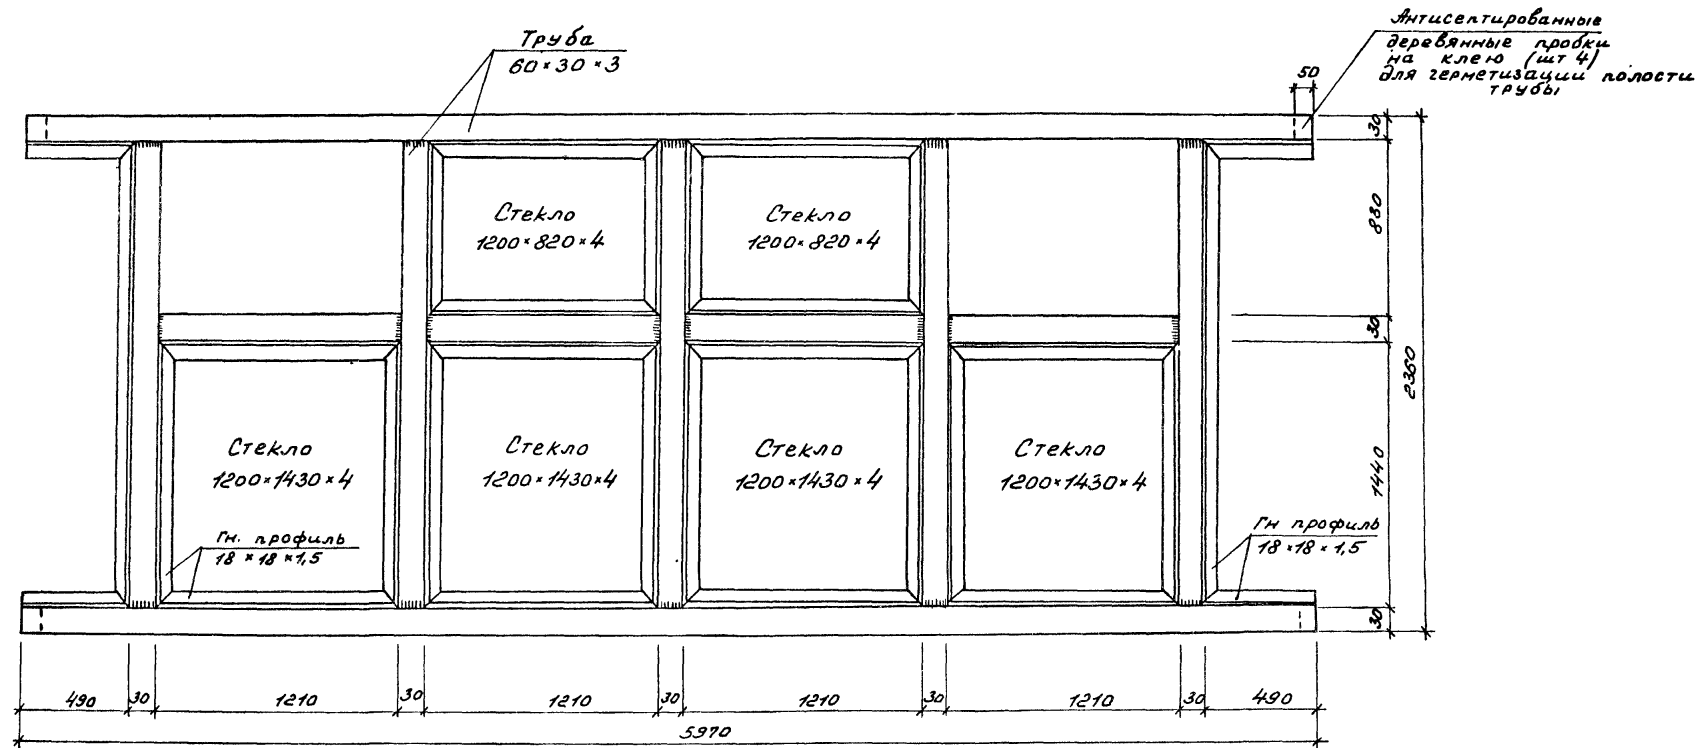 Труба
60×30×3
Антисептированные
деревянные пробки
на клею (шт 4)
для герметизации полости
трубы
50
30
880
30
1440
30
2360
Стекло
1200×820×4
Стекло
1200×820×4
Стекло
1200×1430×4
Стекло
1200×1430×4
Стекло
1200×1430×4
Стекло
1200×1430×4
Гн. профиль
18×18×1,5
Гн профиль
18×18×1,5
490 30 1210 30 1210 30 1210 30 1210 30 490
5970